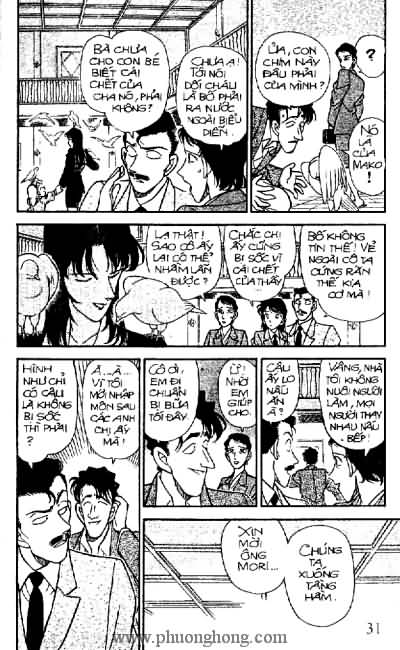 BÀ CHƯA
CHO CON BÉ
BIẾT CÁI
CHẾT CỦA
CHA NÓ, PHẢI
KHÔNG?
CHƯA Ạ!
TÔI NÓI
DỐI CHÁU
LÀ BỐ PHẢI
RA NƯỚC
NGOÀI BIỂU
DIỄN.
ỦA, CON
CHIM NÀY
ĐÂU PHẢI
CỦA MÌNH?
?
NÓ
LÀ
CỦA
MAKO!
LẠ THẬT!
SAO CÔ ẤY
LẠI CÓ THỂ
NHẦM LẪN
ĐƯỢC?
CHẮC CHỊ
ẤY CŨNG
BỊ SỐC VÌ
CÁI CHẾT
CỦA THẦY.
BỐ KHÔNG
TIN THẾ! VẺ
NGOÀI CÔ TA
CỨNG RẮN
THẾ KIA
CƠ MÀ!
HÌNH
NHƯ CHỈ
CÓ CẬU
LÀ KHÔNG
BỊ SỐC
THÌ PHẢI
?
À...À...
VÌ TÔI
MỚI NHẬP
MÔN SAU
CÁC ANH
CHỊ ẤY
MÀ!
CÔ ƠI,
EM ĐI
CHUẨN
BỊ BỮA
TỐI ĐÂY
Ừ!
NHỜ
EM
GIÚP
CHO.
CẬU
ẤY LO
NẤU
ĂN
À?
VÂNG, NHÀ
TÔI KHÔNG
NUÔI NGƯỜI
LÀM, MỌI
NGƯỜI THAY
NHAU NẤU
BẾP!
XIN
MỜI
ÔNG
MORI...
CHÚNG
TA
XUỐNG
TẦNG
HẦM.
31
www.phuonghong.com